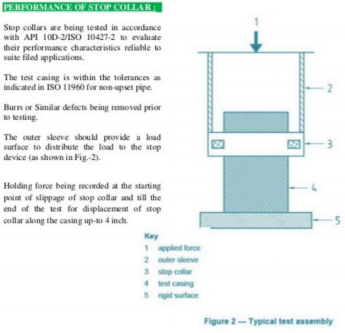 PERFORMANCE OF STOP COLLAR :
Stop collars are being tested in accordance
with API 10D-2/ISO 10427-2 to evaluate
their performance characteristics reliable to
suite filed applications.
The test casing is within the tolerances as
indicated in ISO 11960 for non-upset pipe.
Burrs or Similar defects being removed prior
to testing.
The outer sleeve should provide a load
surface to distribute the load to the stop
device (as shown in Fig.-2).
Holding force being recorded at the starting
point of slippage of stop collar and till the
end of the test for displacement of stop
collar along the casing up-to 4 inch.
1
2
3
4
5
Key
1 applied force
2 outer sleeve
3 stop collar
4 test casing
5 rigid surface
Figure 2 — Typical test assembly